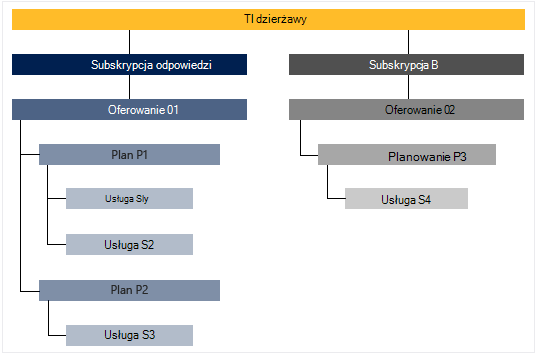 TI dzierżawy
Subskrypcja odpowiedzi
Subskrypcja B
Oferowanie 01
Oferowanie 02
Plan P1
Planowanie P3
Usługa Sly
Usługa S4
Usługa S2
Plan P2
Usługa S3